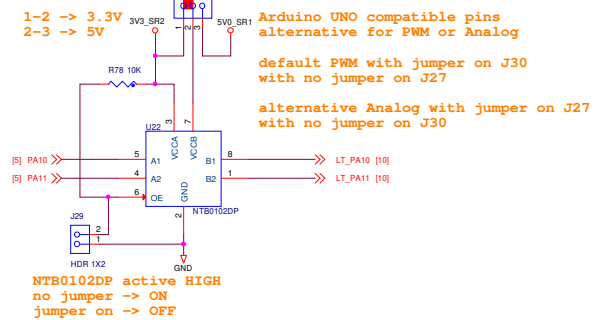 1-2 -> 3.3V
2-3 -> 5V
3V3_SR2
5V0_SR1
1
2
3
Arduino UNO compatible pins
alternative for PWM or Analog
default PWM with jumper on J30
with no jumper on J27
alternative Analog with jumper on J27
with no jumper on J30
R78 10K
U22
3
7
VCCA
VCCB
[5] PA10
5
A1
B1
8
LT_PA10 [10]
[5] PA11
4
A2
B2
1
LT_PA11 [10]
6
OE
GND
2
NTB0102DP
J29
2
1
HDR 1X2
GND
NTB0102DP active HIGH
no jumper -> ON
jumper on -> OFF